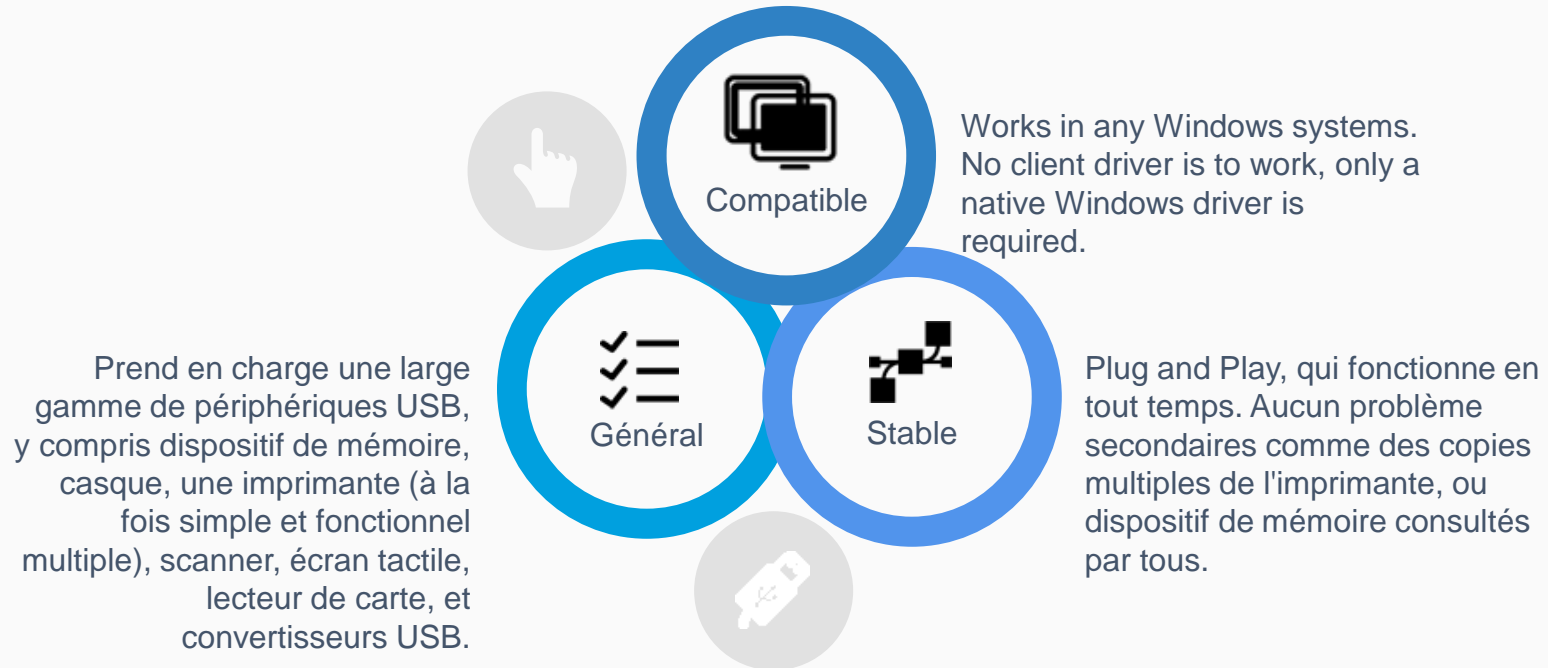 Compatible
Works in any Windows systems.
No client driver is to work, only a
native Windows driver is
required.
Général
Prend en charge une large
gamme de périphériques USB,
y compris dispositif de mémoire,
casque, une imprimante (à la
fois simple et fonctionnel
multiple), scanner, écran tactile,
lecteur de carte, et
convertisseurs USB.
Stable
Plug and Play, qui fonctionne en
tout temps. Aucun problème
secondaires comme des copies
multiples de l'imprimante, ou
dispositif de mémoire consultés
par tous.